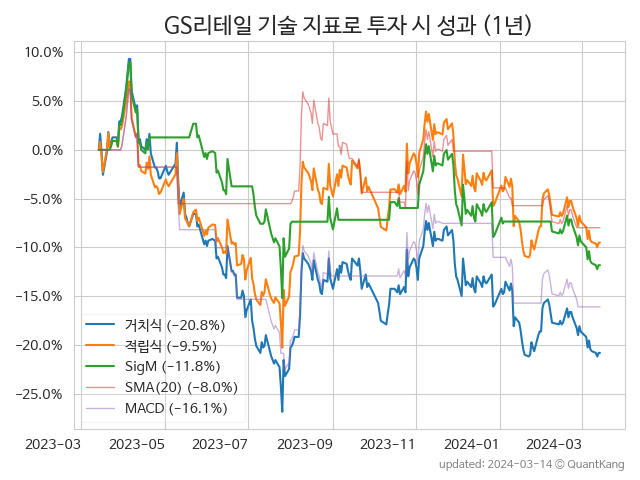 GS리테일 기술 지표로 투자 시 성과 (1년)
10.0%
5.0%
0.0%
−5.0%
−10.0%
−15.0%
−20.0%
−25.0%
거치식 (−20.8%)
적립식 (−9.5%)
SigM (−11.8%)
SMA(20) (−8.0%)
MACD (−16.1%)
2023-03
2023-05
2023-07
2023-09
2023-11
2024-01
2024-03
updated: 2024-03-14 © QuantKang